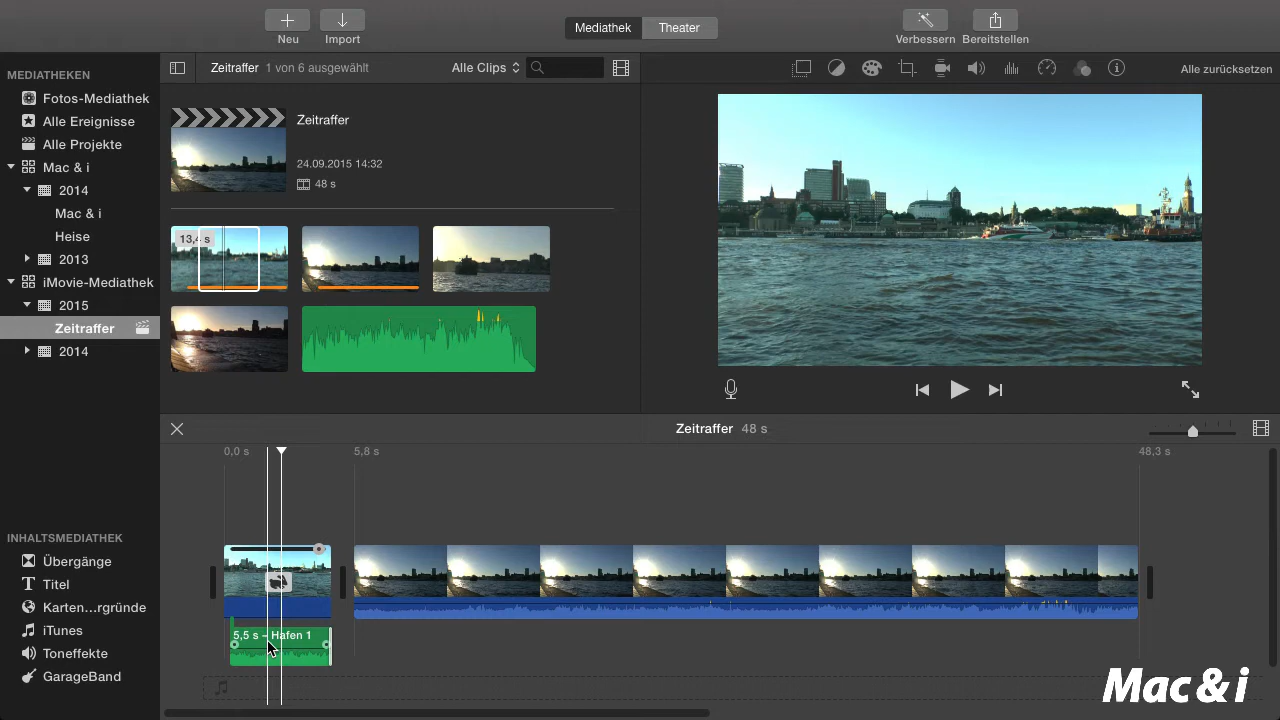 Mediathek Theater
Neu Import Verbessern Bereitstellen
MEDIATHEKEN
Fotos-Mediathek
Alle Ereignisse
Alle Projekte
Mac & i
2014
Mac & i
Heise
2013
iMovie-Mediathek
2015
Zeitraffer
2014
INHALTSMEDIATHEK
Übergänge
Titel
Karten...rgründe
iTunes
Toneffekte
GarageBand
Zeitraffer 1 von 6 ausgewählt Alle Clips
Zeitraffer
24.09.2015 14:32
48 s
13,4 s
Alle zurücksetzen
Zeitraffer 48 s
0,0 s 5,8 s 48,3 s
5,5 s – Hafen 1
Mac & i